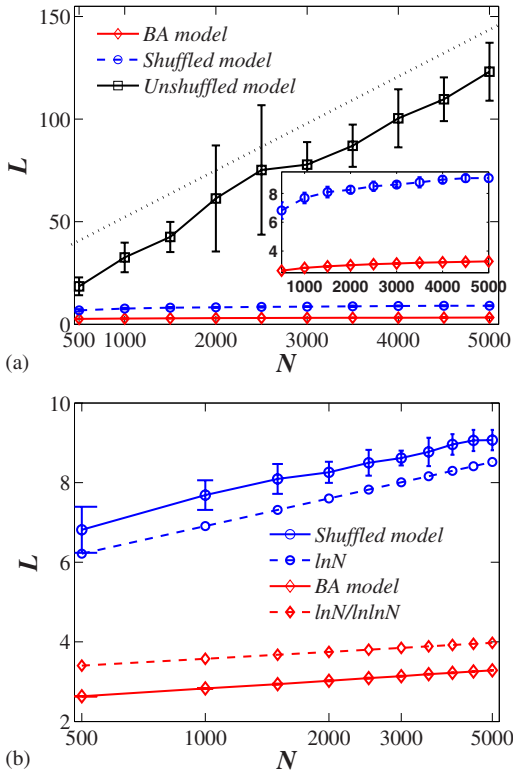 150
100
50
0
L
BA model
Shuffled model
Unshuffled model
8
6
4
1000 2000 3000 4000 5000
500 1000 2000 3000 4000 5000
N
(a)
10
8
6
4
2
L
Shuffled model
lnN
BA model
lnN/lnlnN
500 1000 2000 3000 5000
N
(b)